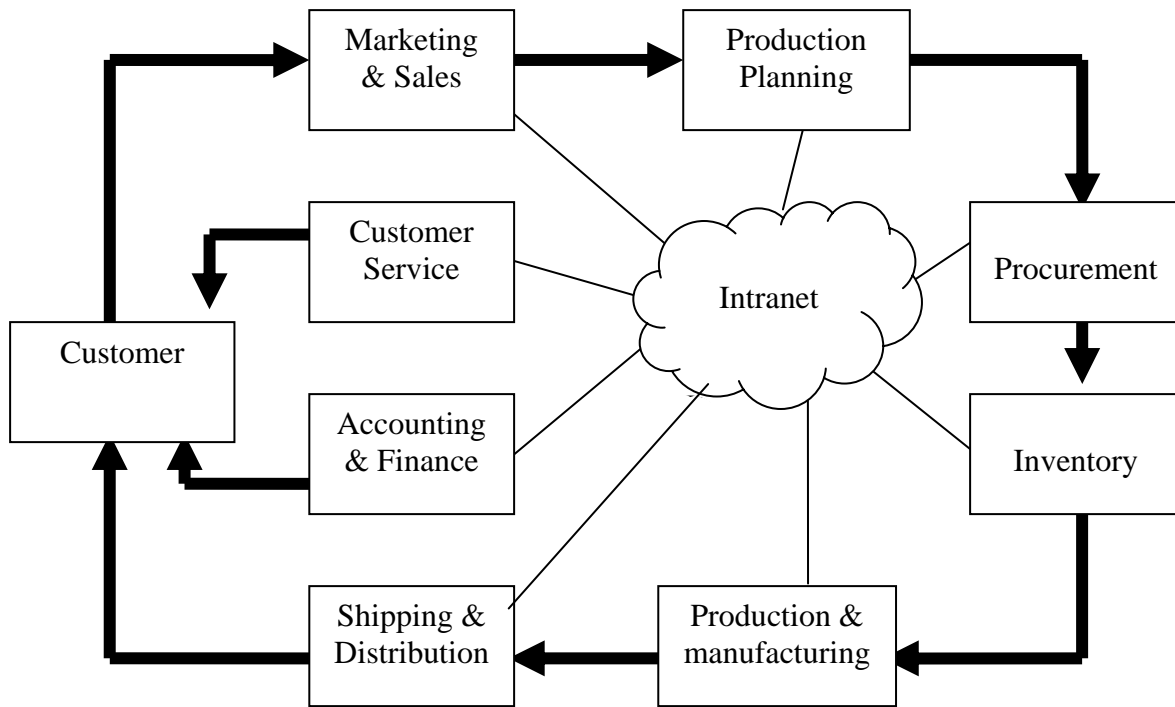 Marketing
& Sales
Production
Planning
Customer
Service
Intranet
Procurement
Customer
Accounting
& Finance
Inventory
Shipping &
Distribution
Production &
manufacturing